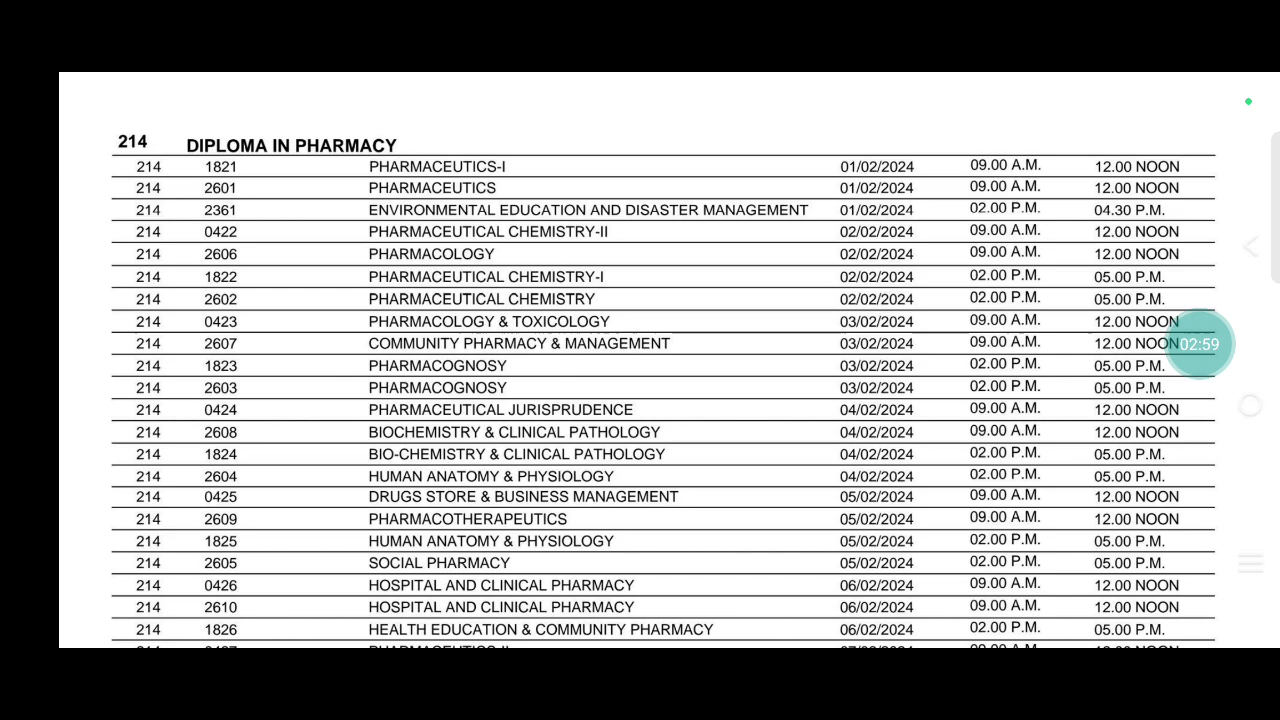 214 DIPLOMA IN PHARMACY
214 1821 PHARMACEUTICS-I 01/02/2024 09.00 A.M. 12.00 NOON
214 2601 PHARMACEUTICS 01/02/2024 09.00 A.M. 12.00 NOON
214 2361 ENVIRONMENTAL EDUCATION AND DISASTER MANAGEMENT 01/02/2024 02.00 P.M. 04.30 P.M.
214 0422 PHARMACEUTICAL CHEMISTRY-II 02/02/2024 09.00 A.M. 12.00 NOON
214 2606 PHARMACOLOGY 02/02/2024 09.00 A.M. 12.00 NOON
214 1822 PHARMACEUTICAL CHEMISTRY-I 02/02/2024 02.00 P.M. 05.00 P.M.
214 2602 PHARMACEUTICAL CHEMISTRY 02/02/2024 02.00 P.M. 05.00 P.M.
214 0423 PHARMACOLOGY & TOXICOLOGY 03/02/2024 09.00 A.M. 12.00 NOON
214 2607 COMMUNITY PHARMACY & MANAGEMENT 03/02/2024 09.00 A.M. 12.00 NOON 02:59
214 1823 PHARMACOGNOSY 03/02/2024 02.00 P.M. 05.00 P.M.
214 2603 PHARMACOGNOSY 03/02/2024 02.00 P.M. 05.00 P.M.
214 0424 PHARMACEUTICAL JURISPRUDENCE 04/02/2024 09.00 A.M. 12.00 NOON
214 2608 BIOCHEMISTRY & CLINICAL PATHOLOGY 04/02/2024 09.00 A.M. 12.00 NOON
214 1824 BIO-CHEMISTRY & CLINICAL PATHOLOGY 04/02/2024 02.00 P.M. 05.00 P.M.
214 2604 HUMAN ANATOMY & PHYSIOLOGY 04/02/2024 02.00 P.M. 05.00 P.M.
214 0425 DRUGS STORE & BUSINESS MANAGEMENT 05/02/2024 09.00 A.M. 12.00 NOON
214 2609 PHARMACOTHERAPEUTICS 05/02/2024 09.00 A.M. 12.00 NOON
214 1825 HUMAN ANATOMY & PHYSIOLOGY 05/02/2024 02.00 P.M. 05.00 P.M.
214 2605 SOCIAL PHARMACY 05/02/2024 02.00 P.M. 05.00 P.M.
214 0426 HOSPITAL AND CLINICAL PHARMACY 06/02/2024 09.00 A.M. 12.00 NOON
214 2610 HOSPITAL AND CLINICAL PHARMACY 06/02/2024 09.00 A.M. 12.00 NOON
214 1826 HEALTH EDUCATION & COMMUNITY PHARMACY 06/02/2024 02.00 P.M. 05.00 P.M.